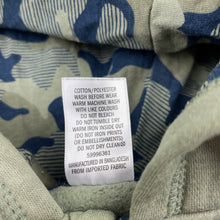 COTTON/POLYESTER
WASH BEFORE WEAR
WARM MACHINE WASH
WITH LIKE COLOURS
DO NOT BLEACH
DO NOT TUMBLE DRY
WARM IRON INSIDE OUT
(DO NOT IRON PRINTS
OR EMBELLISHMENTS)
DO NOT DRY CLEAN
59996363
MANUFACTURED IN BANGLADESH
FROM IMPORTED FABRIC